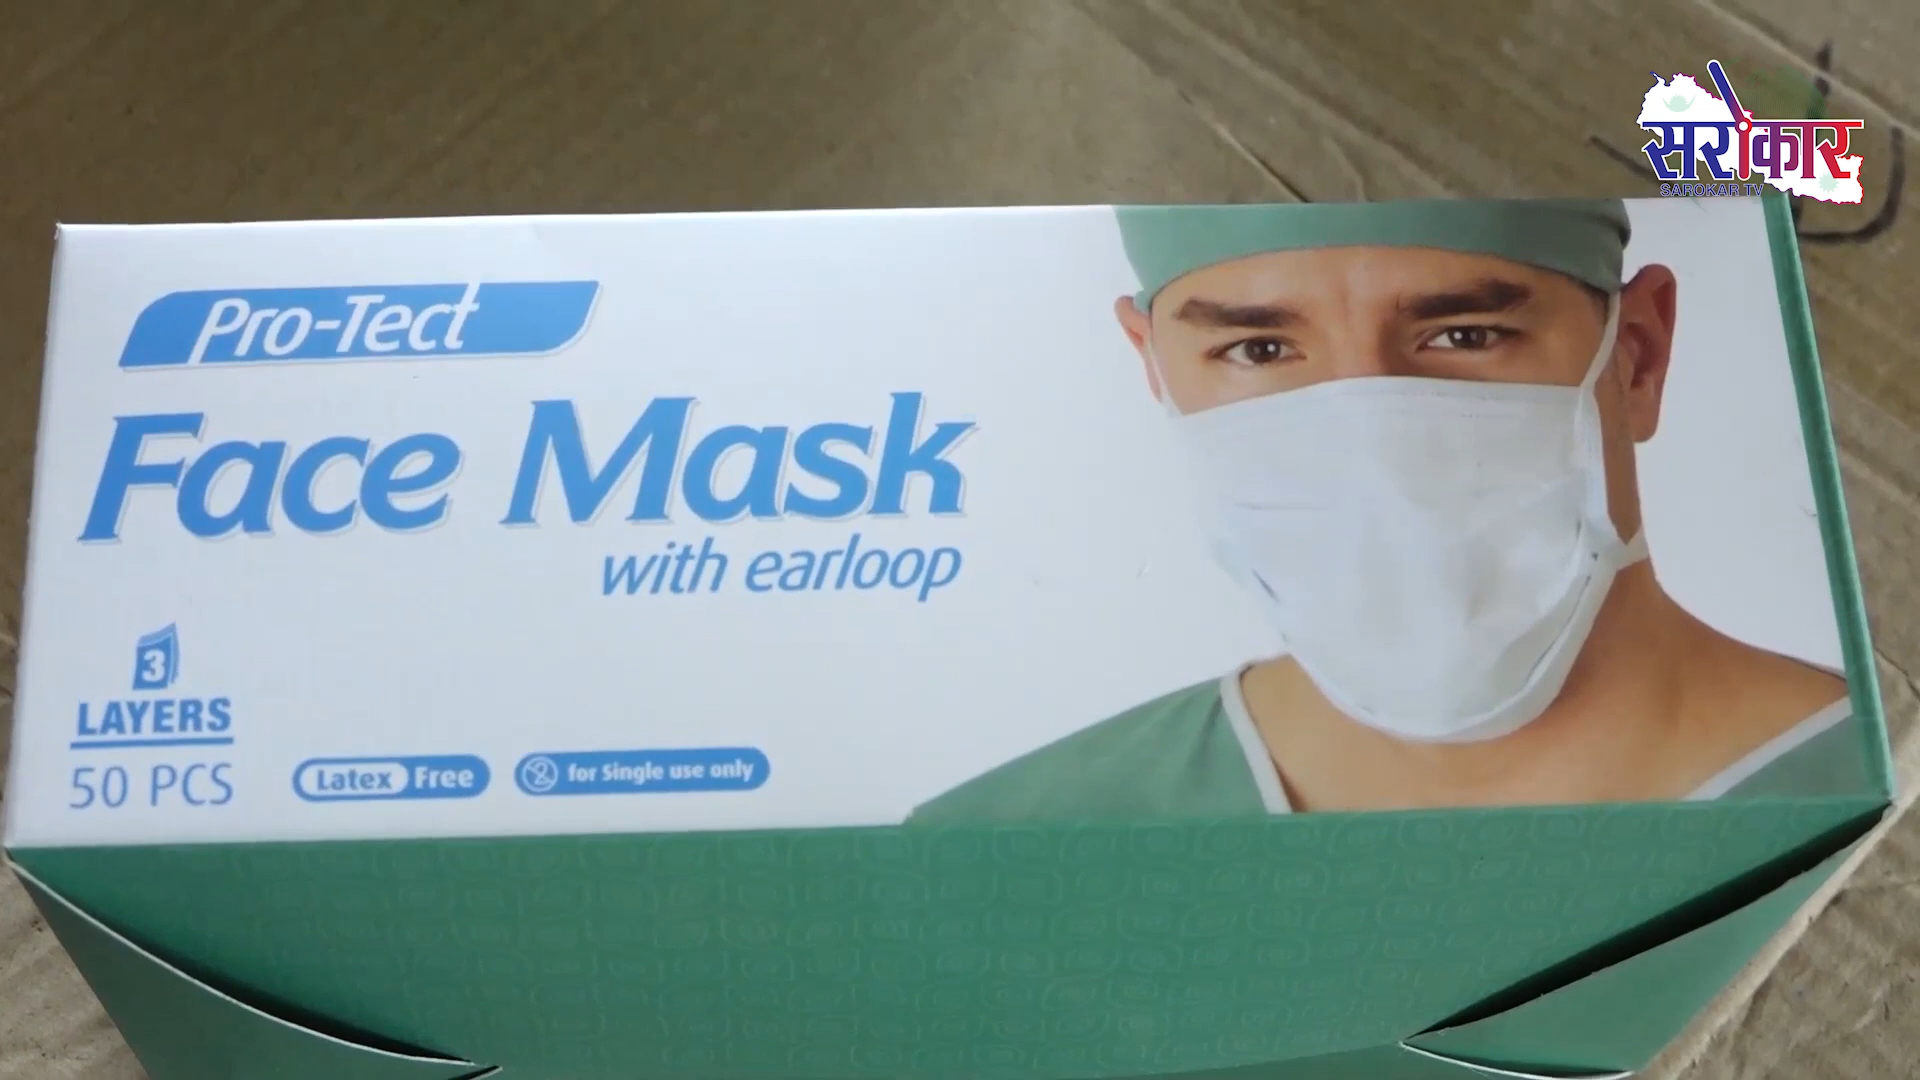 सरोकार
SAROKAR TV
Pro-Tect
Face Mask
with earloop
3
LAYERS
50 PCS
Latex Free
2 for Single use only